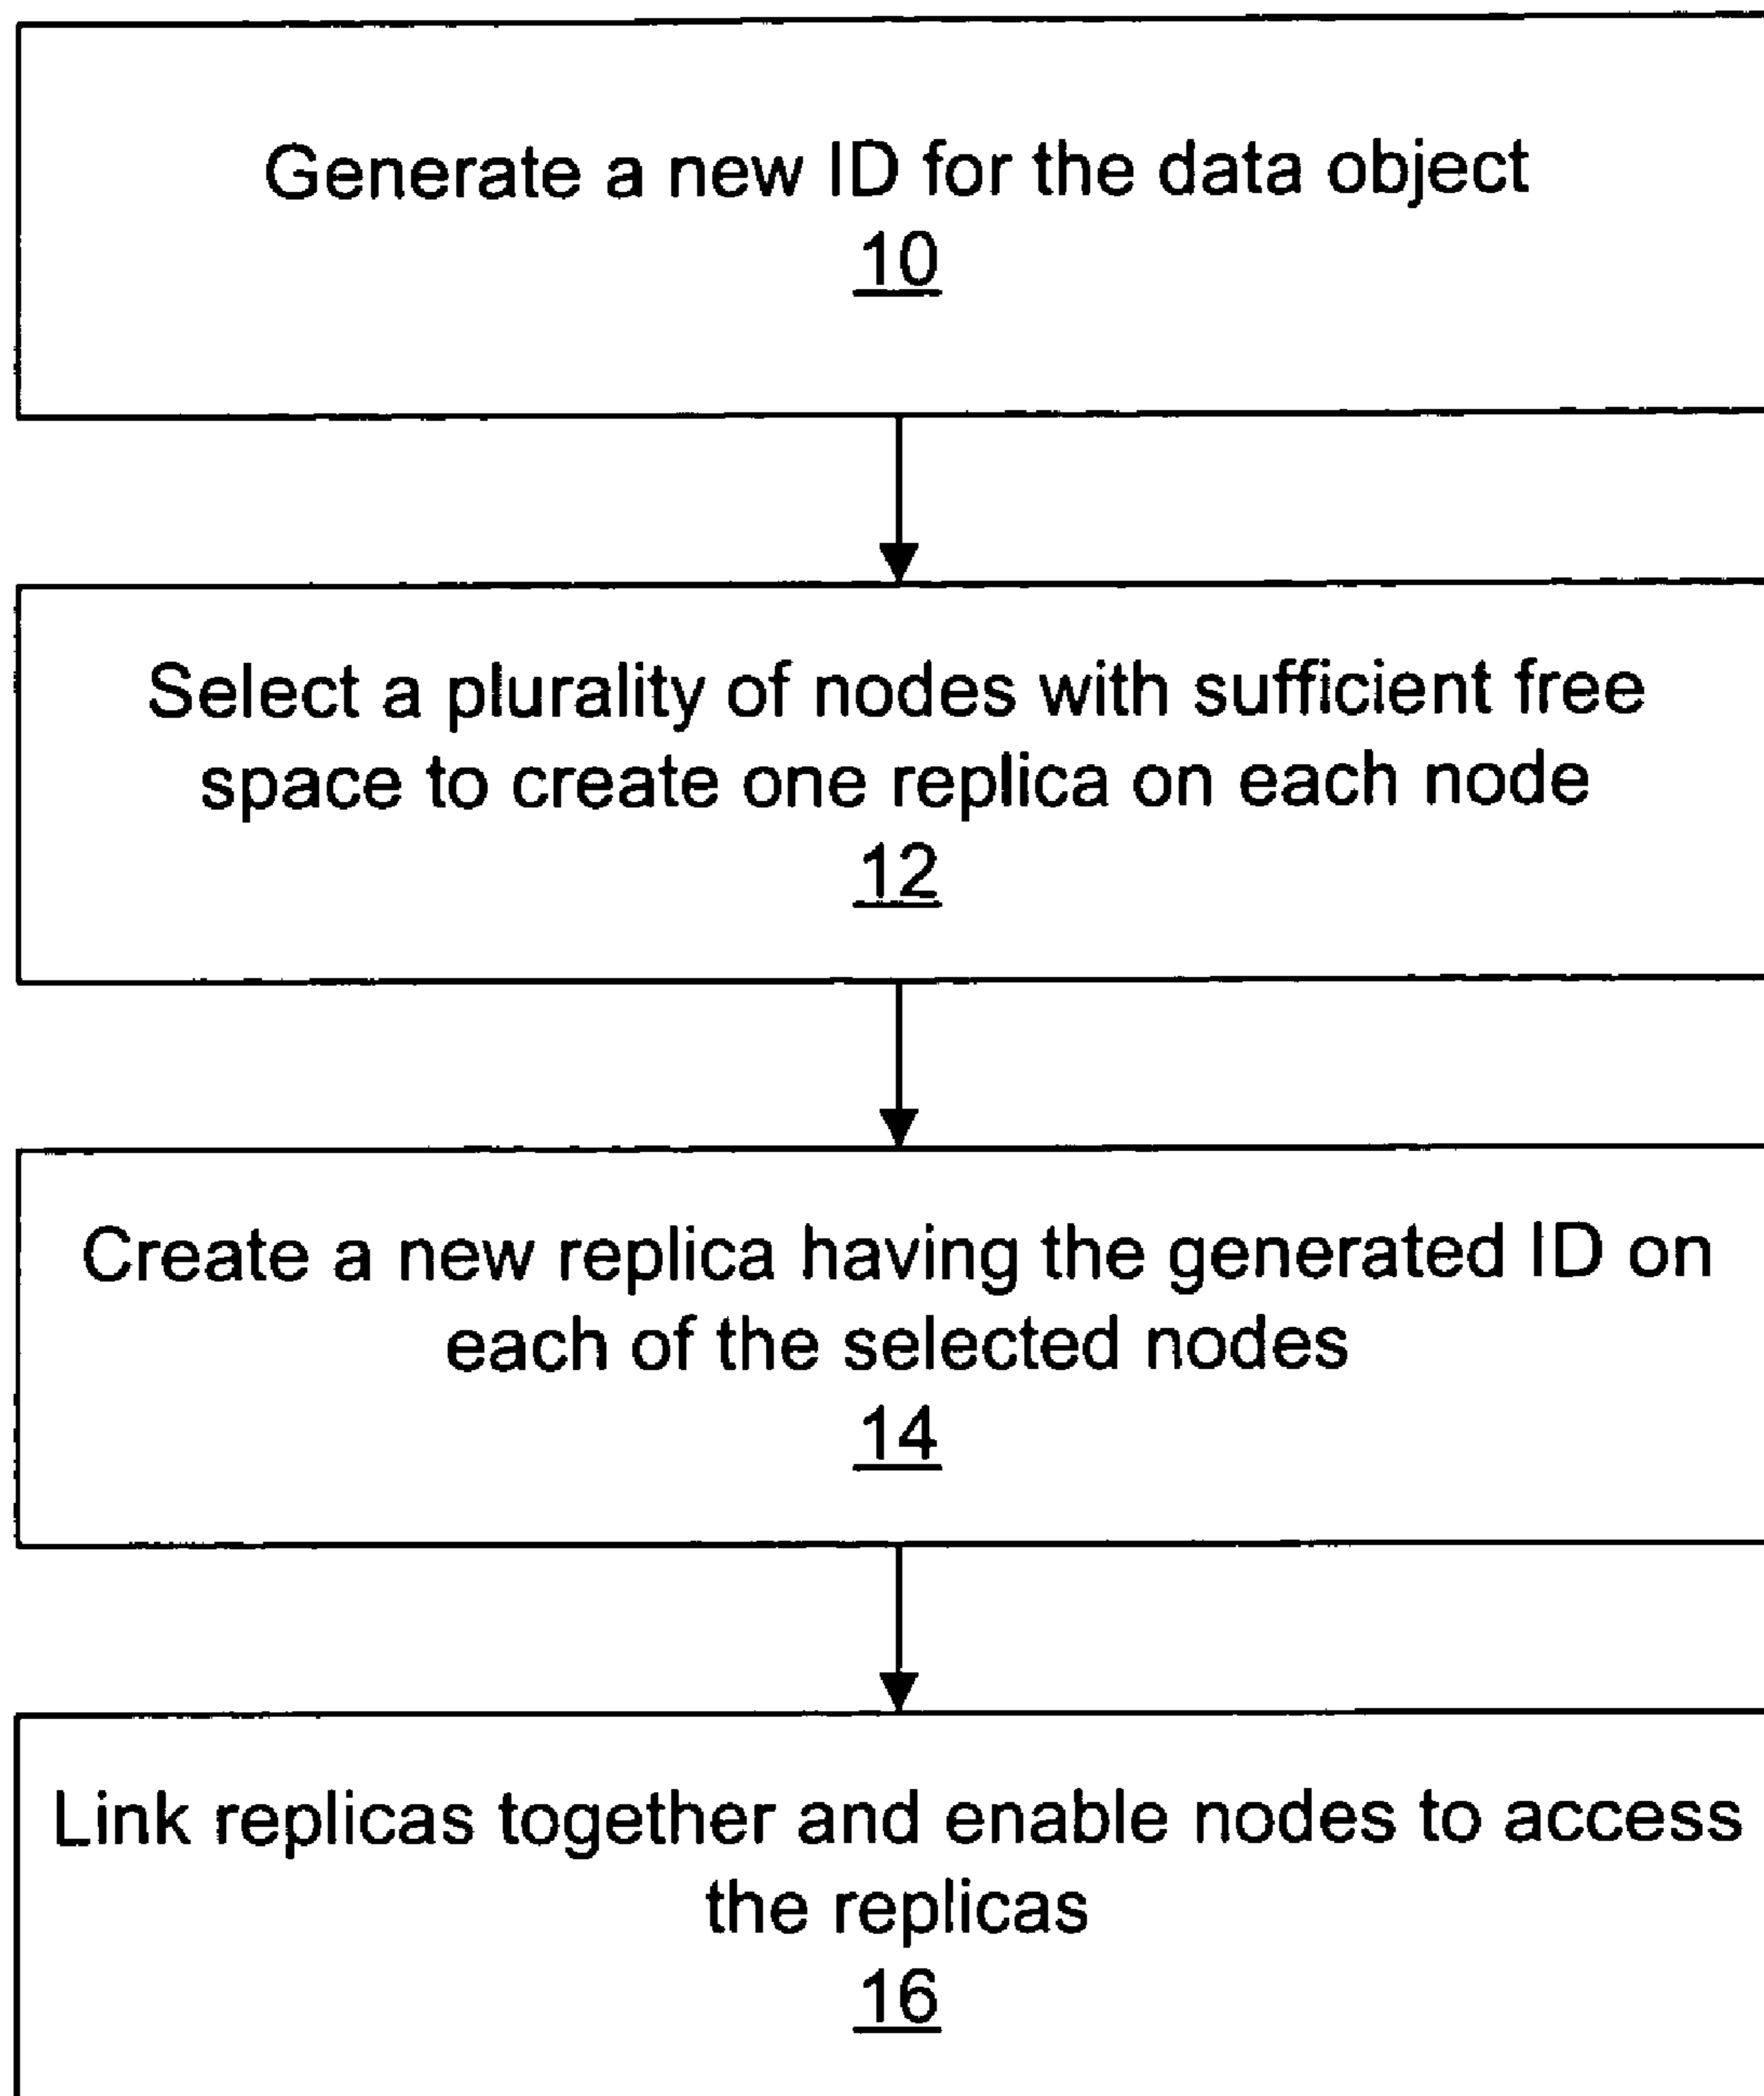 Generate a new ID for the data object
10
Select a plurality of nodes with sufficient free
space to create one replica on each node
12
Create a new replica having the generated ID on
each of the selected nodes
14
Link replicas together and enable nodes to access
the replicas
16